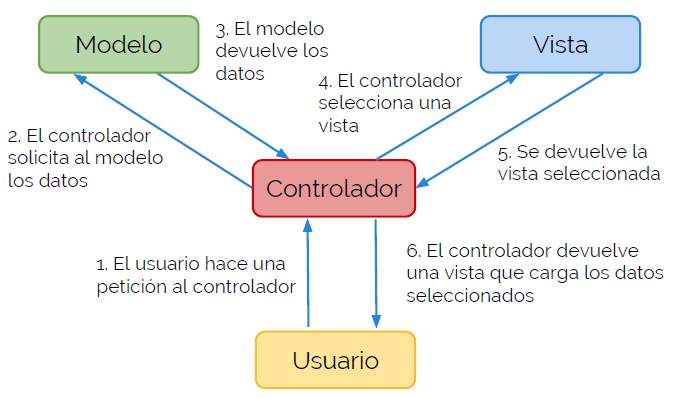 Modelo
3. El modelo
devuelve los
datos
Vista
4. El controlador
selecciona una
vista
2. El controlador
solicita al modelo
los datos
5. Se devuelve la
vista seleccionada
Controlador
1. El usuario hace una
petición al controlador
6. El controlador devuelve
una vista que carga los datos
seleccionados
Usuario